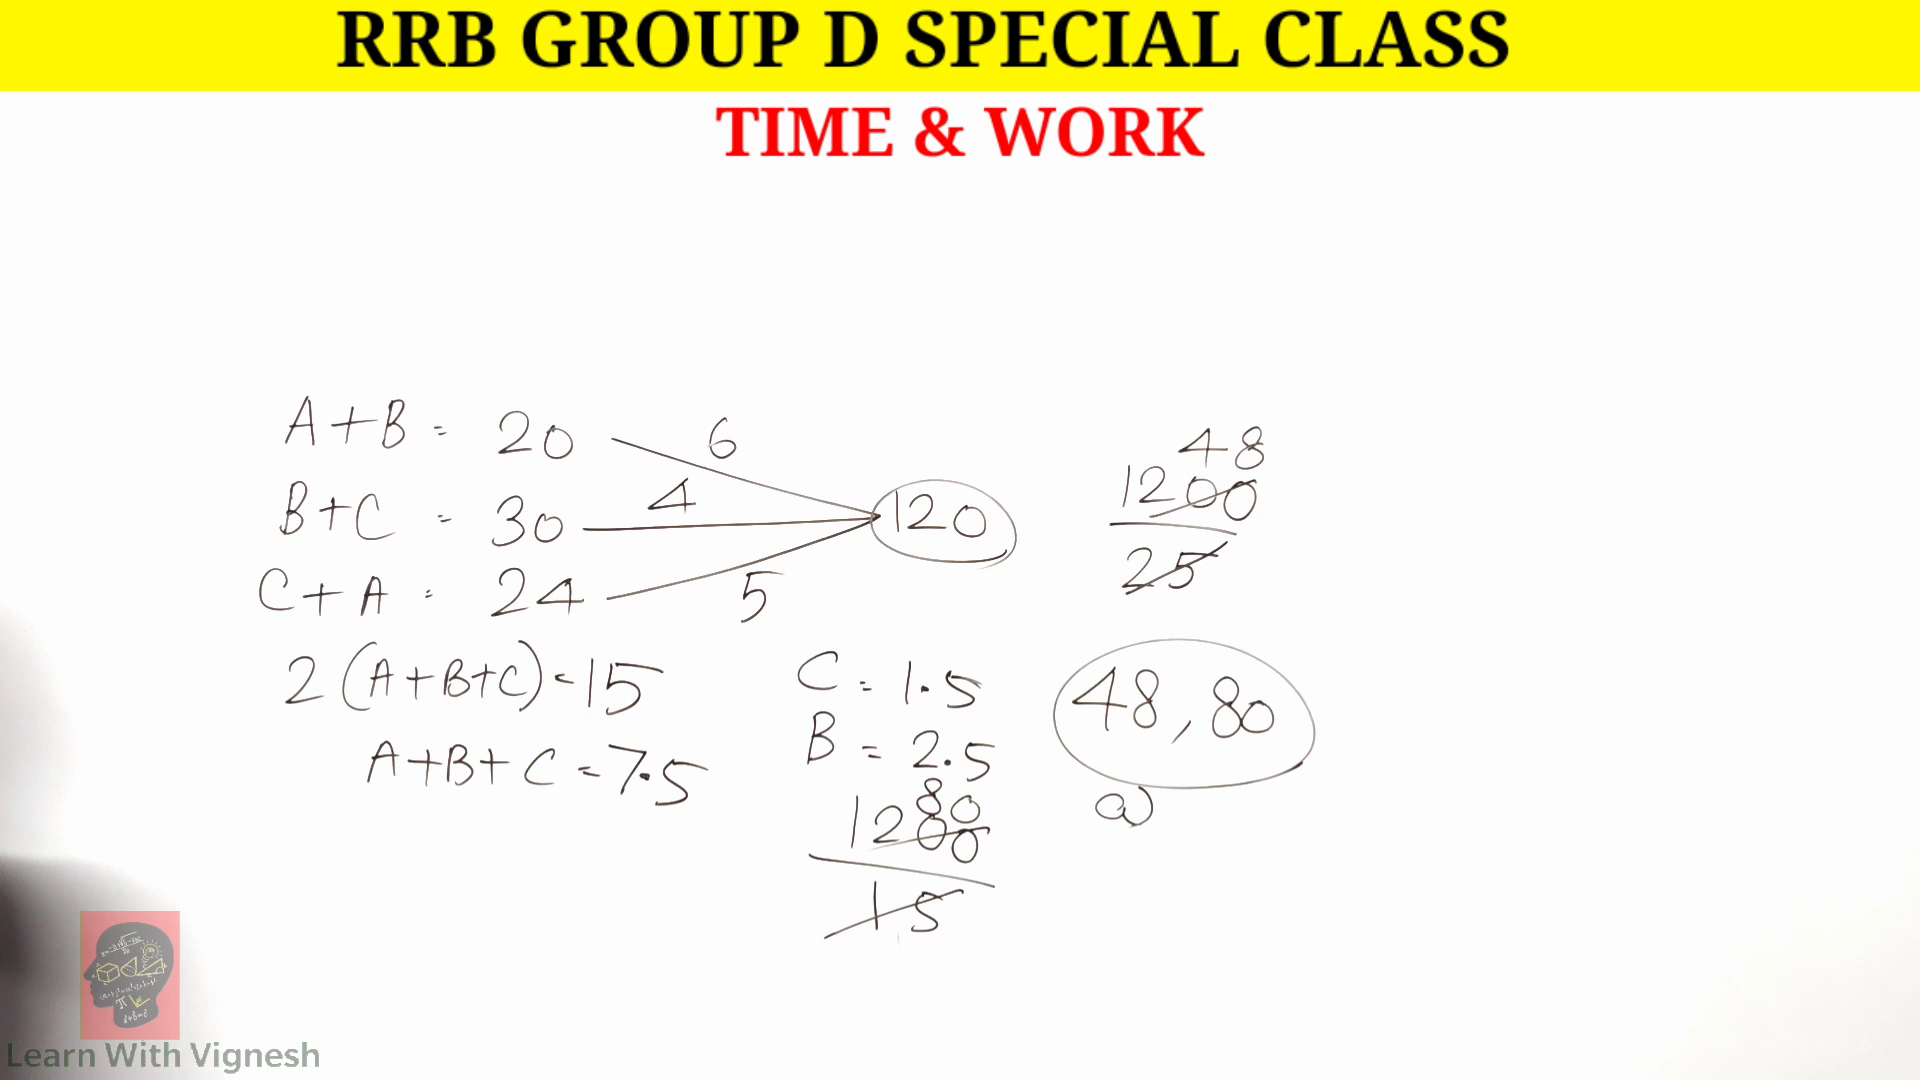 RRB GROUP D SPECIAL CLASS
TIME & WORK
A+B = 20 6
B+C = 30 4 120
C+A = 24 5
48
1200
25
2(A+B+C)=15
A+B+C=7.5
C = 1.5
B = 2.5
80
1200
15
48, 80
a)
Learn With Vignesh